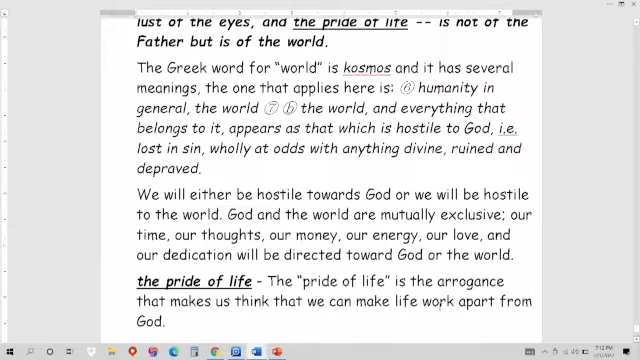 lust of the eyes, and the pride of life -- is not of the
Father but is of the world.
The Greek word for "world" is kosmos and it has several
meanings, the one that applies here is: ⑥ humanity in
general, the world ⑦ ⓑ the world, and everything that
belongs to it, appears as that which is hostile to God, i.e.
lost in sin, wholly at odds with anything divine, ruined and
depraved.
We will either be hostile towards God or we will be hostile
to the world. God and the world are mutually exclusive; our
time, our thoughts, our money, our energy, our love, and
our dedication will be directed toward God or the world.
the pride of life - The "pride of life" is the arrogance
that makes us think that we can make life work apart from
God.
7:12 PM